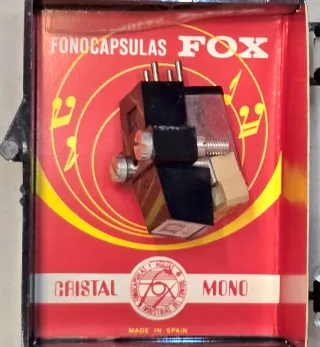 FONOCAPSULAS FOX
CRISTAL MONO
MADE IN SPAIN